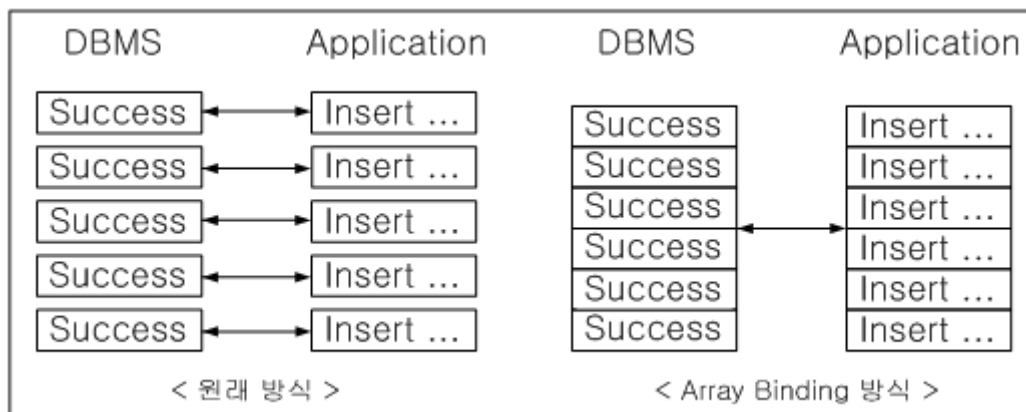 DBMS Application DBMS Application
Success Insert ...
Success Insert ...
Success Insert ...
Success Insert ...
Success Insert ...
< 원래 방식 >
Success Insert ...
Success Insert ...
Success Insert ...
Success Insert ...
Success Insert ...
Success Insert ...
< Array Binding 방식 >